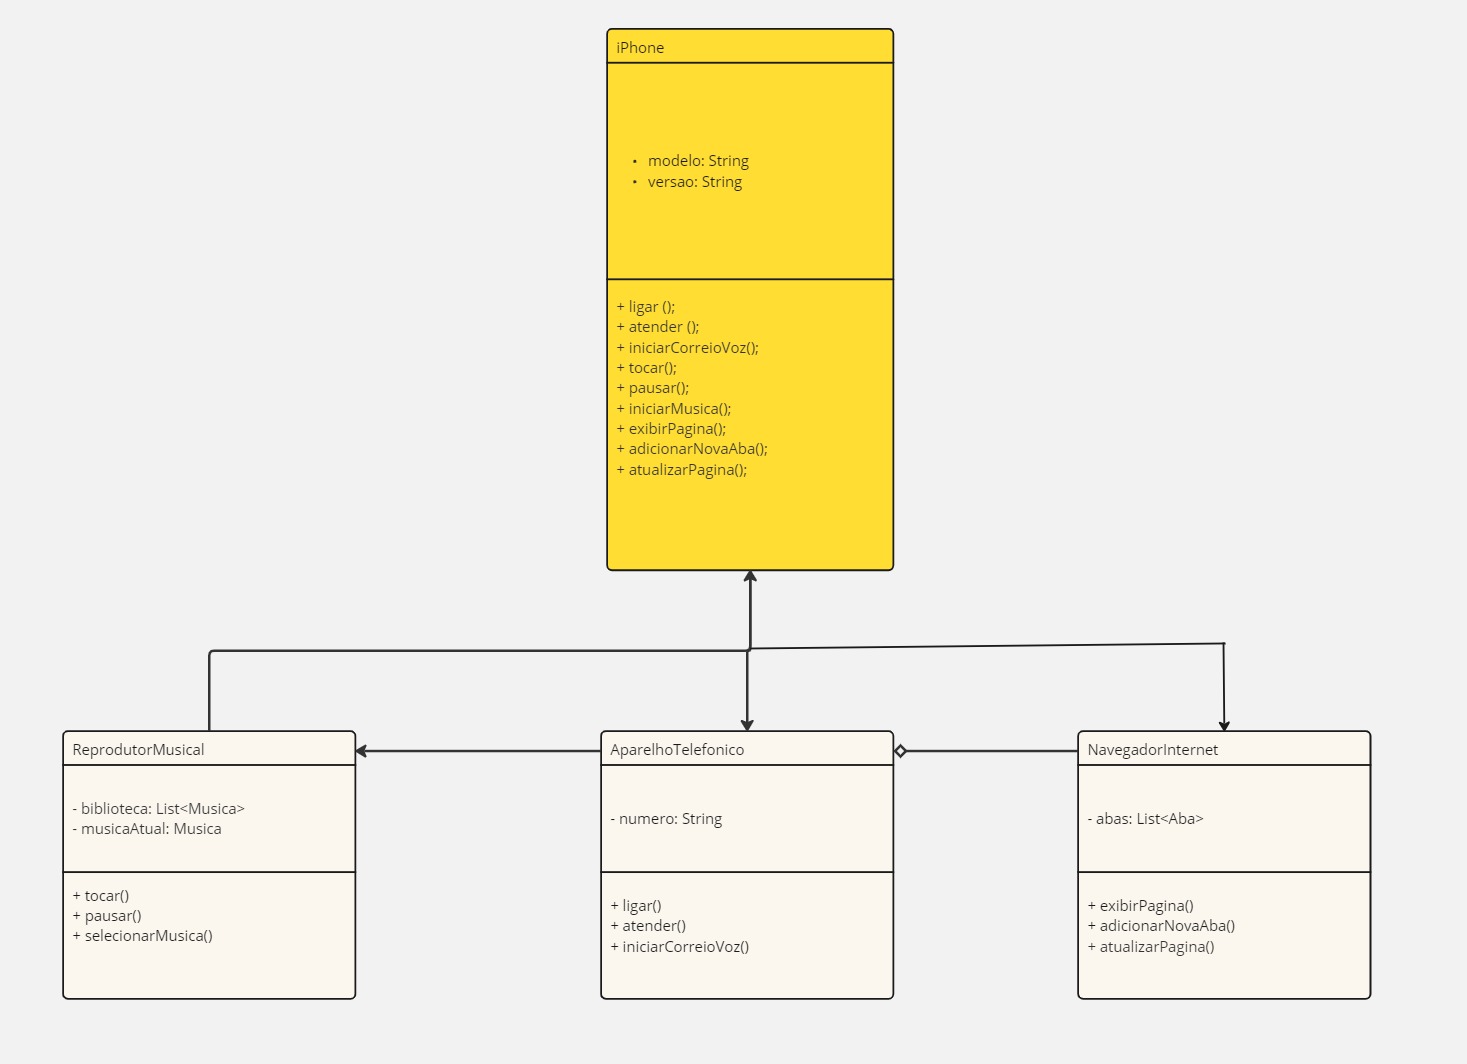 iPhone
• modelo: String
• versao: String
+ ligar ();
+ atender ();
+ iniciarCorreioVoz();
+ tocar();
+ pausar();
+ iniciarMusica();
+ exibirPagina();
+ adicionarNovaAba();
+ atualizarPagina();
ReprodutorMusical
- biblioteca: List<Musica>
- musicaAtual: Musica
+ tocar()
+ pausar()
+ selecionarMusica()
AparelhoTelefonico
- numero: String
+ ligar()
+ atender()
+ iniciarCorreioVoz()
NavegadorInternet
- abas: List<Aba>
+ exibirPagina()
+ adicionarNovaAba()
+ atualizarPagina()